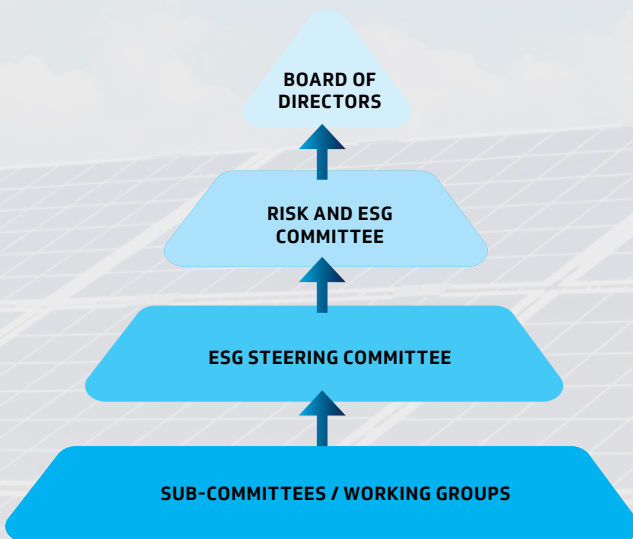 BOARD OF
DIRECTORS
RISK AND ESG
COMMITTEE
ESG STEERING COMMITTEE
SUB-COMMITTEES / WORKING GROUPS